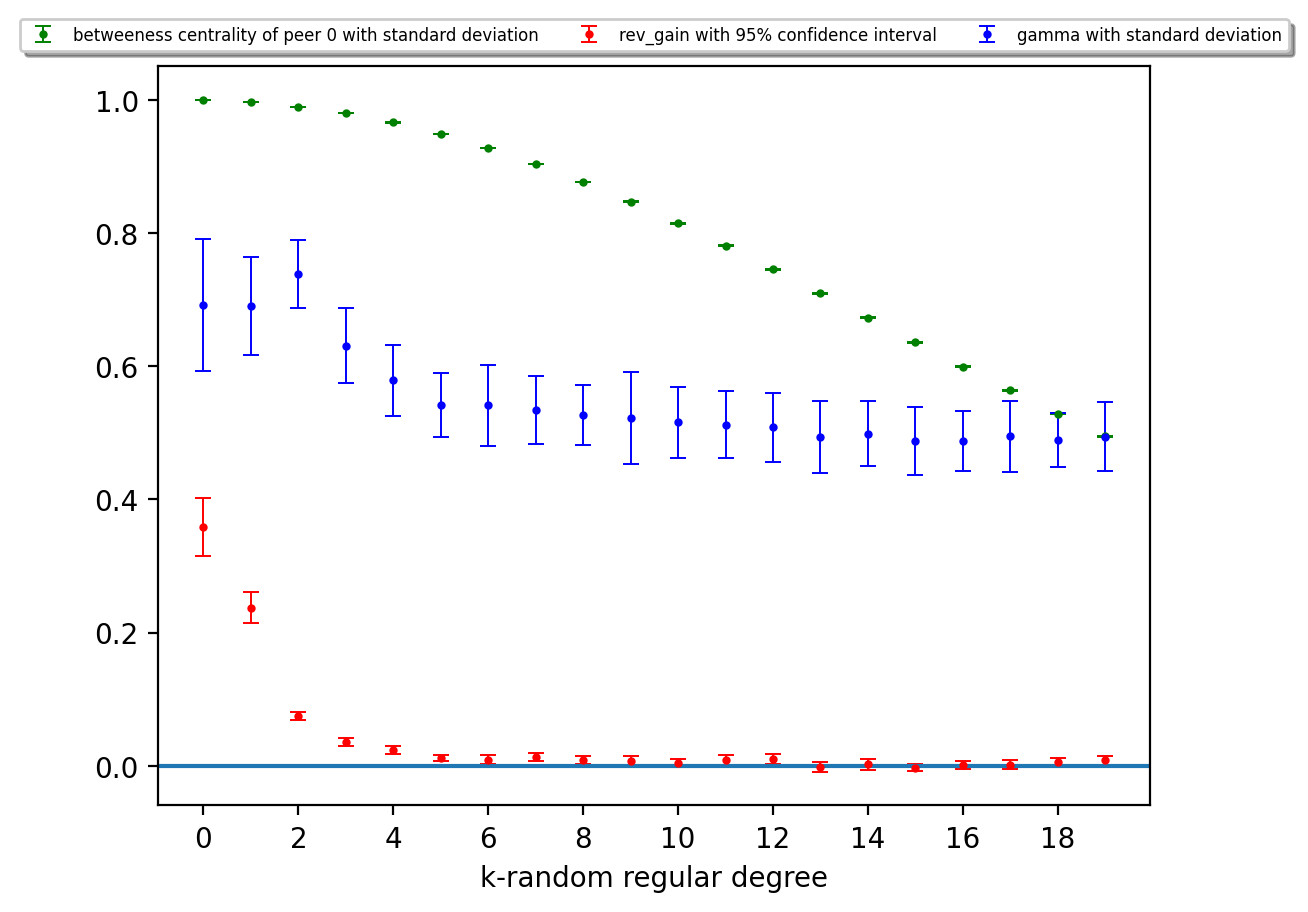 betweeness centrality of peer 0 with standard deviation rev_gain with 95% confidence interval gamma with standard deviation
1.0
0.8
0.6
0.4
0.2
0.0
0 2 4 6 8 10 12 14 16 18
k-random regular degree